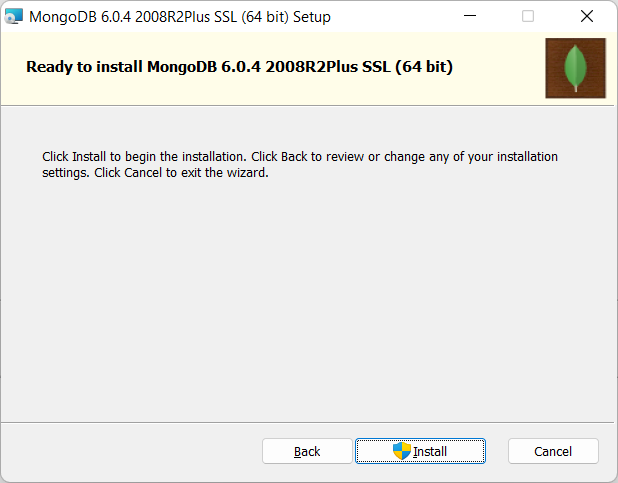 MongoDB 6.0.4 2008R2Plus SSL (64 bit) Setup
Ready to install MongoDB 6.0.4 2008R2Plus SSL (64 bit)
Click Install to begin the installation. Click Back to review or change any of your installation
settings. Click Cancel to exit the wizard.
Back
Install
Cancel